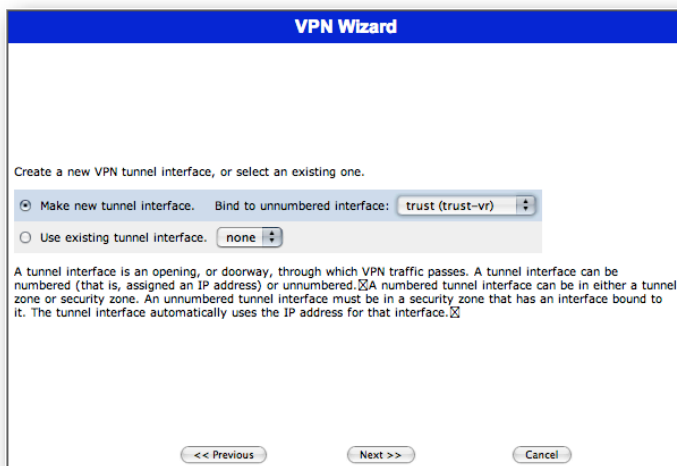 VPN Wizard
Create a new VPN tunnel interface, or select an existing one.
Make new tunnel interface. Bind to unnumbered interface: trust (trust-vr)
Use existing tunnel interface. none
A tunnel interface is an opening, or doorway, through which VPN traffic passes. A tunnel interface can be
numbered (that is, assigned an IP address) or unnumbered.☒A numbered tunnel interface can be in either a tunnel
zone or security zone. An unnumbered tunnel interface must be in a security zone that has an interface bound to
it. The tunnel interface automatically uses the IP address for that interface.☒
<< Previous Next >> Cancel